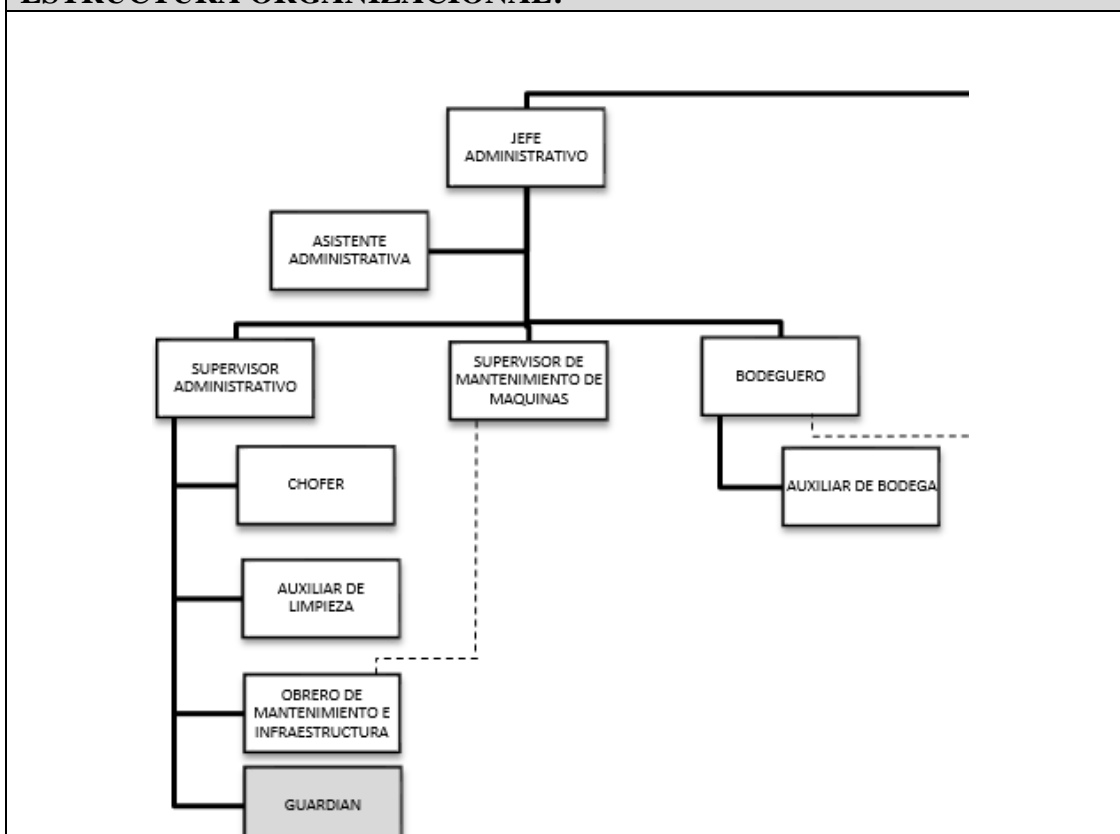 ESTRUCTURA ORGANIZACIONAL:
JEFE
ADMINISTRATIVO
ASISTENTE
ADMINISTRATIVA
SUPERVISOR
ADMINISTRATIVO
SUPERVISOR DE
MANTENIMIENTO DE
MAQUINAS
BODEGUERO
CHOFER
AUXILIAR DE BODEGA
AUXILIAR DE
LIMPIEZA
OBRERO DE
MANTENIMIENTO E
INFRAESTRUCTURA
GUARDIAN